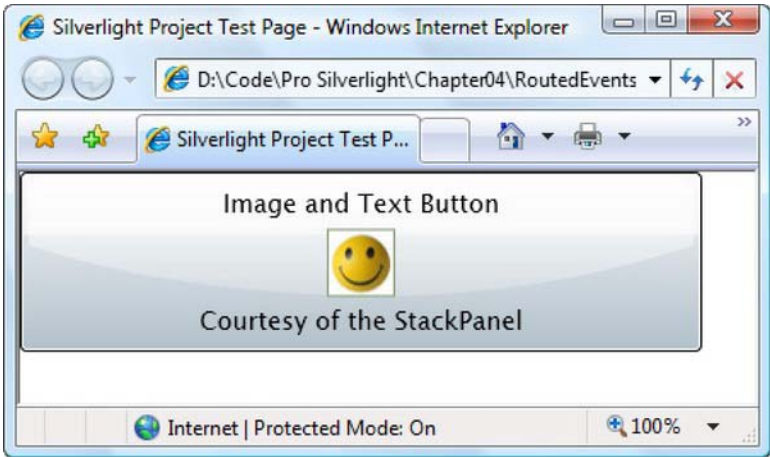 Silverlight Project Test Page - Windows Internet Explorer
D:\Code\Pro Silverlight\Chapter04\RoutedEvents
Silverlight Project Test P...
Image and Text Button
Courtesy of the StackPanel
Internet | Protected Mode: On
100%